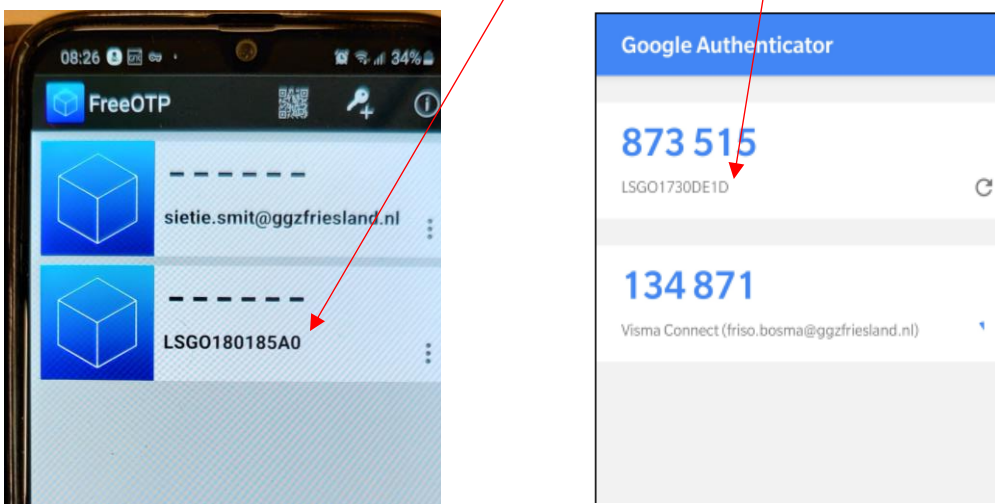 08:26
34%
FreeOTP
------
sietie.smit@ggzfriesland.nl
------
LSGO180185A0
Google Authenticator
873 515
LSGO1730DE1D
134 871
Visma Connect (friso.bosma@ggzfriesland.nl)